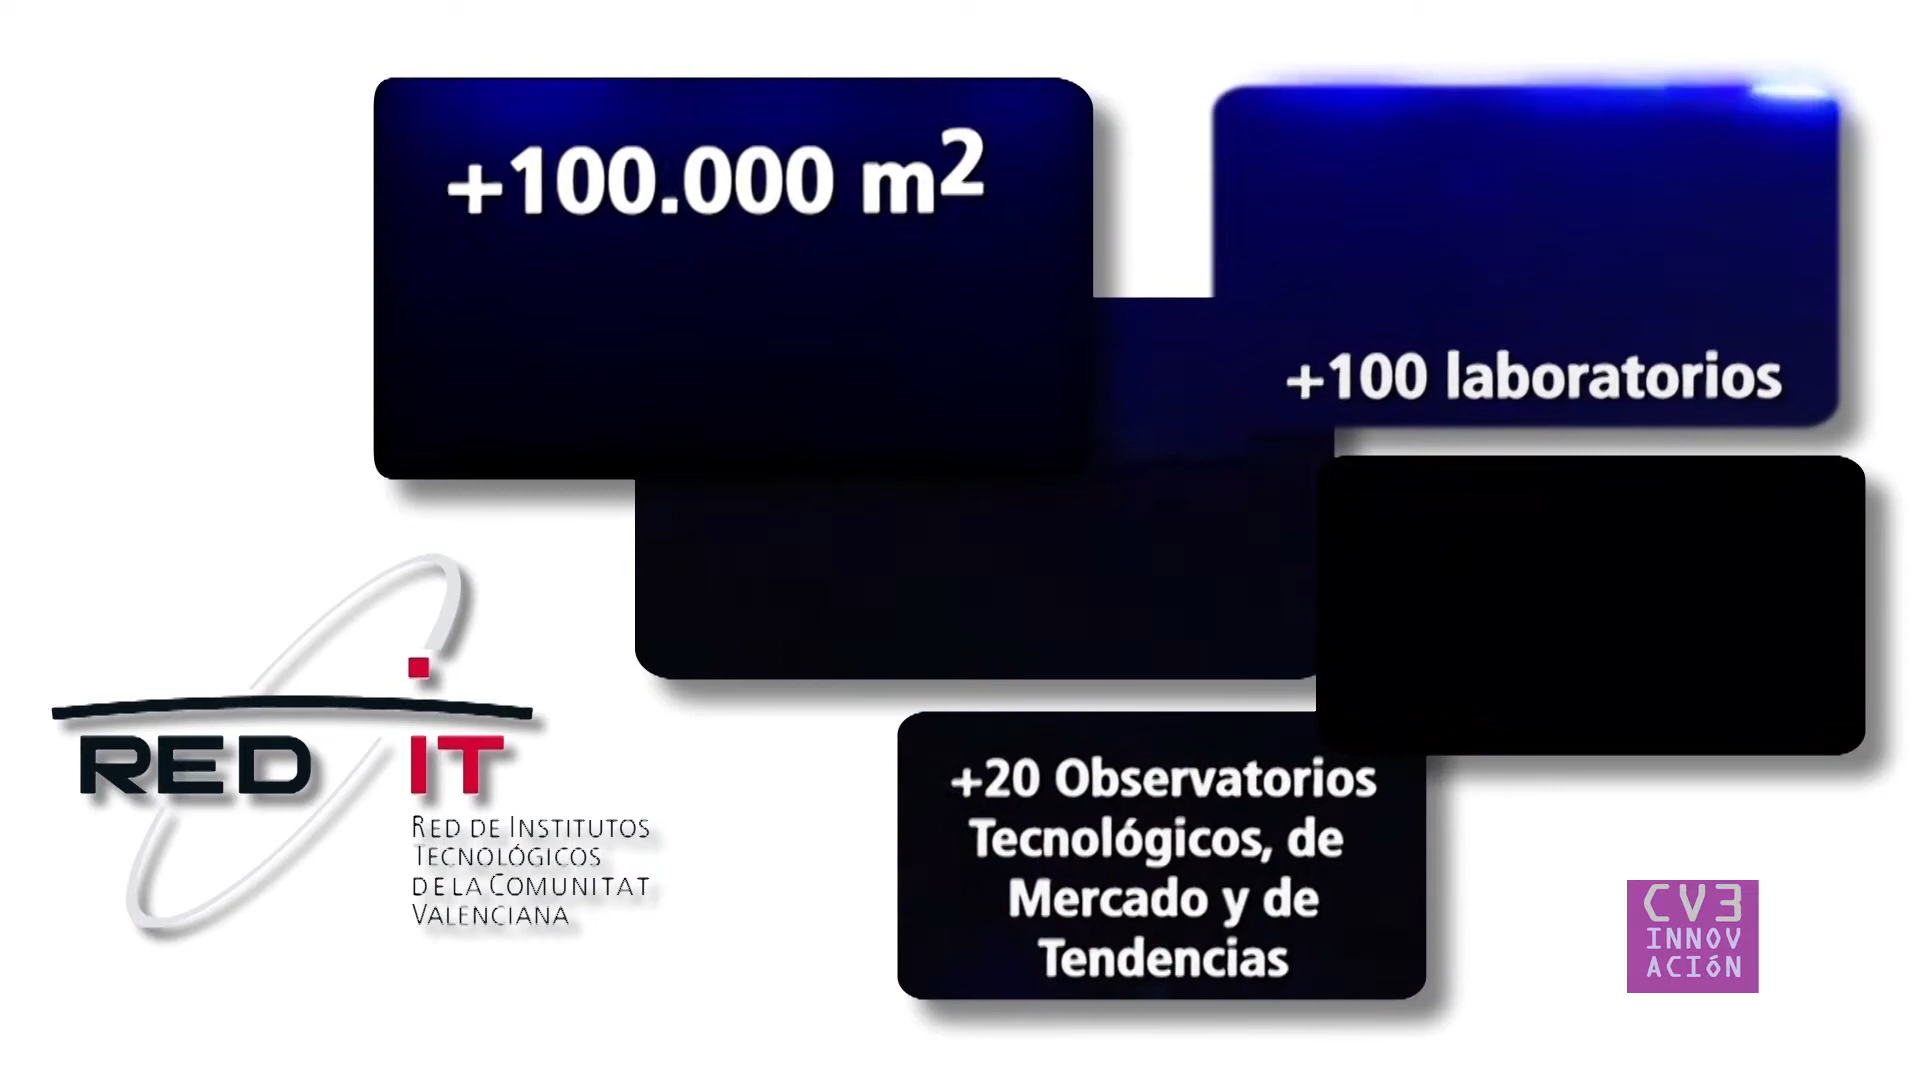 +100.000 m²
+100 laboratorios
RED iT
RED DE INSTITUTOS
TECNOLÓGICOS
DE LA COMUNITAT
VALENCIANA
+20 Observatorios
Tecnológicos, de
Mercado y de
Tendencias
CV3
INNOV
ACIÓN